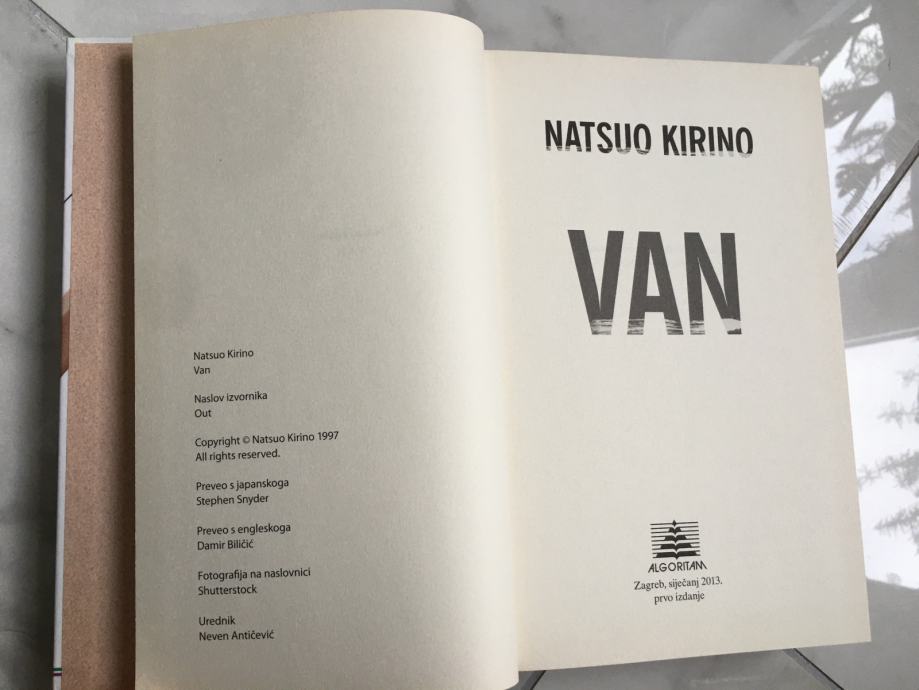 Natsuo Kirino
Van
Naslov izvornika
Out
Copyright © Natsuo Kirino 1997
All rights reserved.
Preveo s japanskoga
Stephen Snyder
Preveo s engleskoga
Damir Biličić
Fotografija na naslovnici
Shutterstock
Urednik
Neven Antičević
NATSUO KIRINO
VAN
ALGORITAM
Zagreb, siječanj 2013.
prvo izdanje